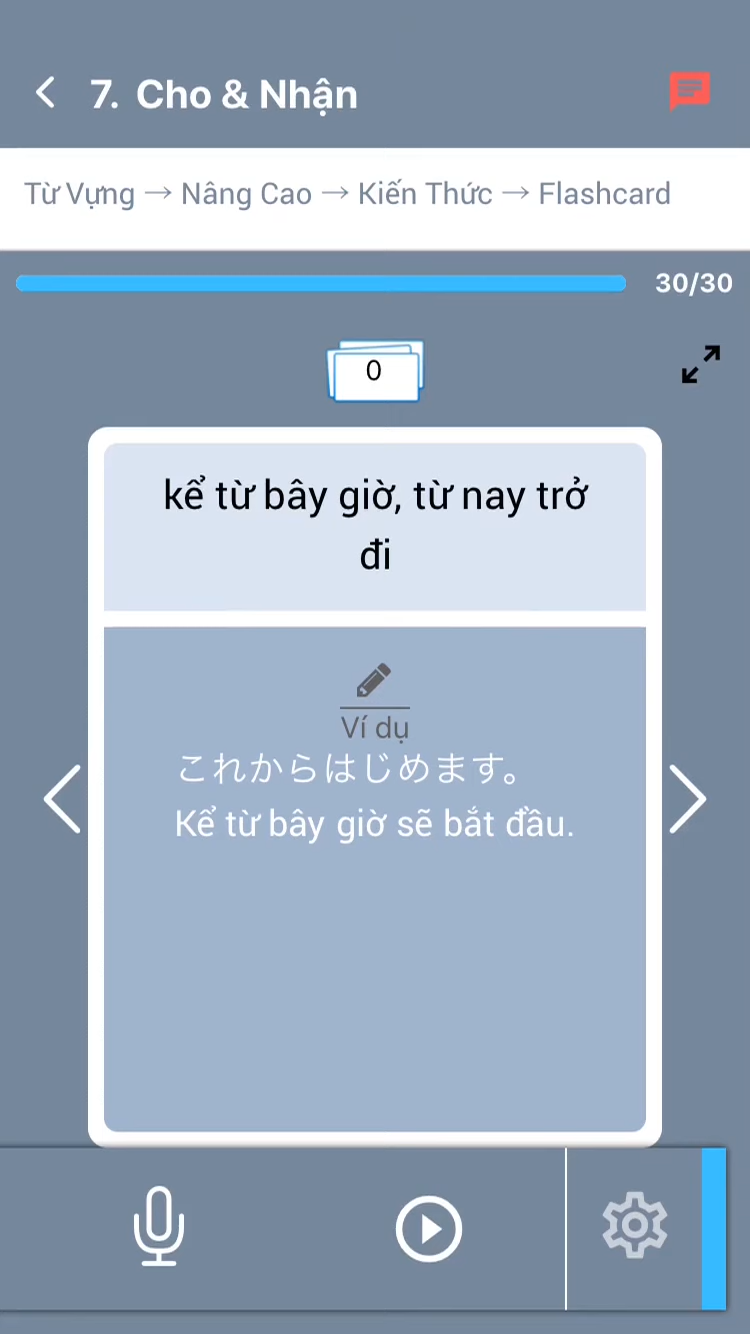 7. Cho & Nhận
Từ Vựng → Nâng Cao → Kiến Thức → Flashcard
30/30
0
kể từ bây giờ, từ nay trở
đi
Ví dụ
これからはじめます。
Kể từ bây giờ sẽ bắt đầu.